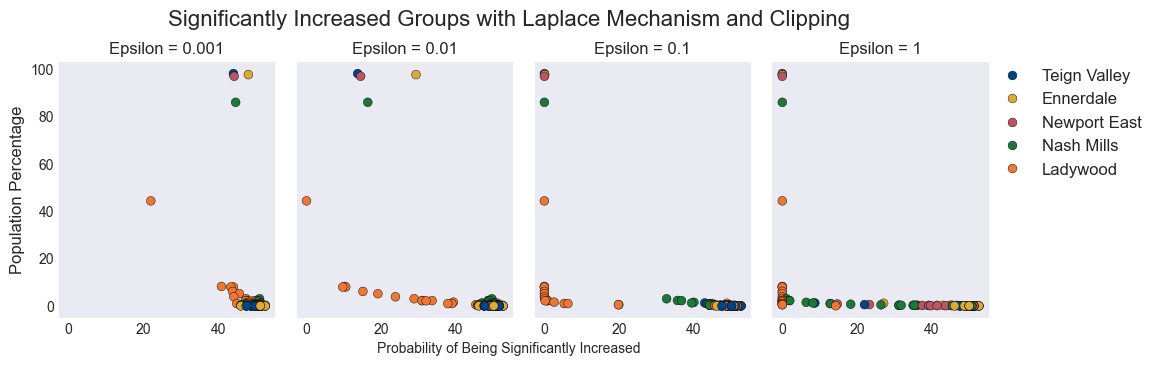 Significantly Increased Groups with Laplace Mechanism and Clipping
Epsilon = 0.001
Epsilon = 0.01
Epsilon = 0.1
Epsilon = 1
Population Percentage
100
80
60
40
20
0
0 20 40
0 20 40
0 20 40
0 20 40
Probability of Being Significantly Increased
Teign Valley
Ennerdale
Newport East
Nash Mills
Ladywood